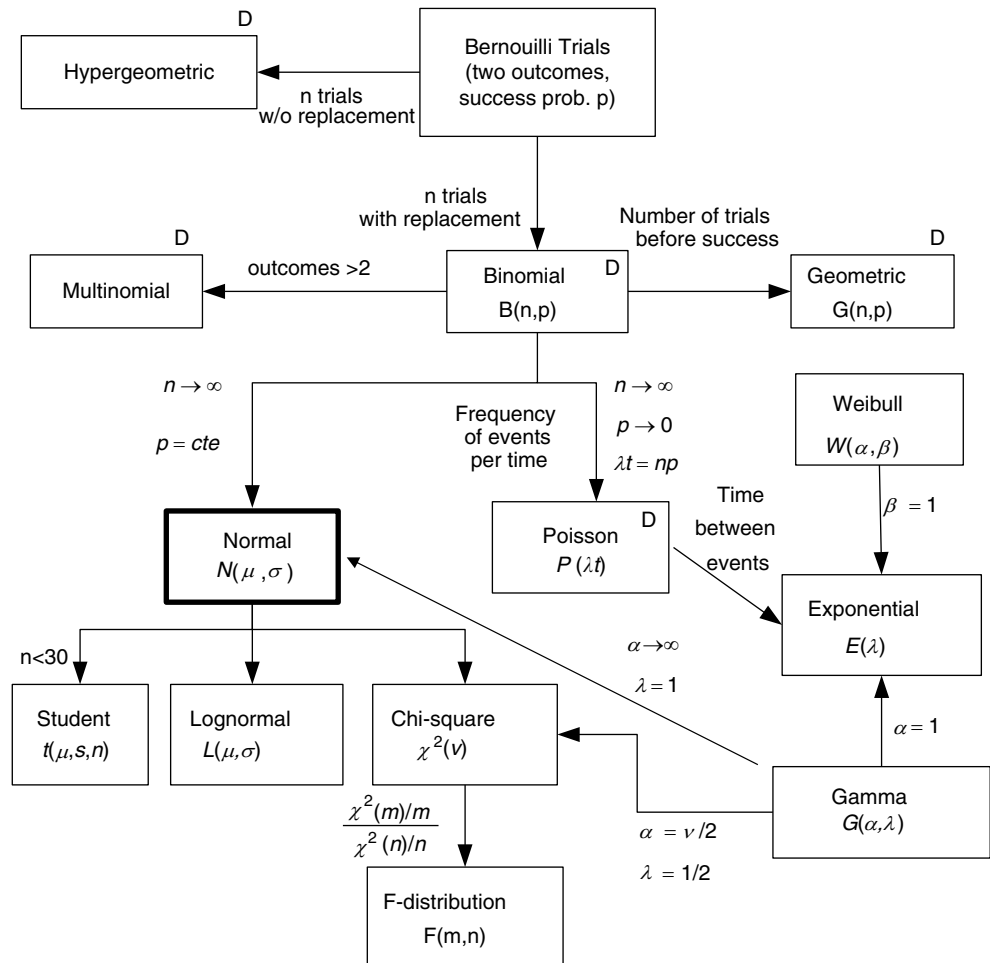 D
Hypergeometric
n trials
w/o replacement
Bernouilli Trials
(two outcomes,
success prob. p)
n trials
with replacement
Number of trials
before success
D
Multinomial
outcomes >2
D
Binomial
B(n,p)
D
Geometric
G(n,p)
n → ∞
p = cte
Frequency
of events
per time
n → ∞
p → 0
λt = np
Weibull
W(α,β)
β = 1
Normal
N(μ,σ)
D
Poisson
P(λt)
Time
between
events
Exponential
E(λ)
n<30
Student
t(μ,s,n)
Lognormal
L(μ,σ)
Chi-square
χ²(ν)
α→∞
λ = 1
α = 1
Gamma
G(α,λ)
α = ν/2
λ = 1/2
χ²(m)/m
χ²(n)/n
F-distribution
F(m,n)